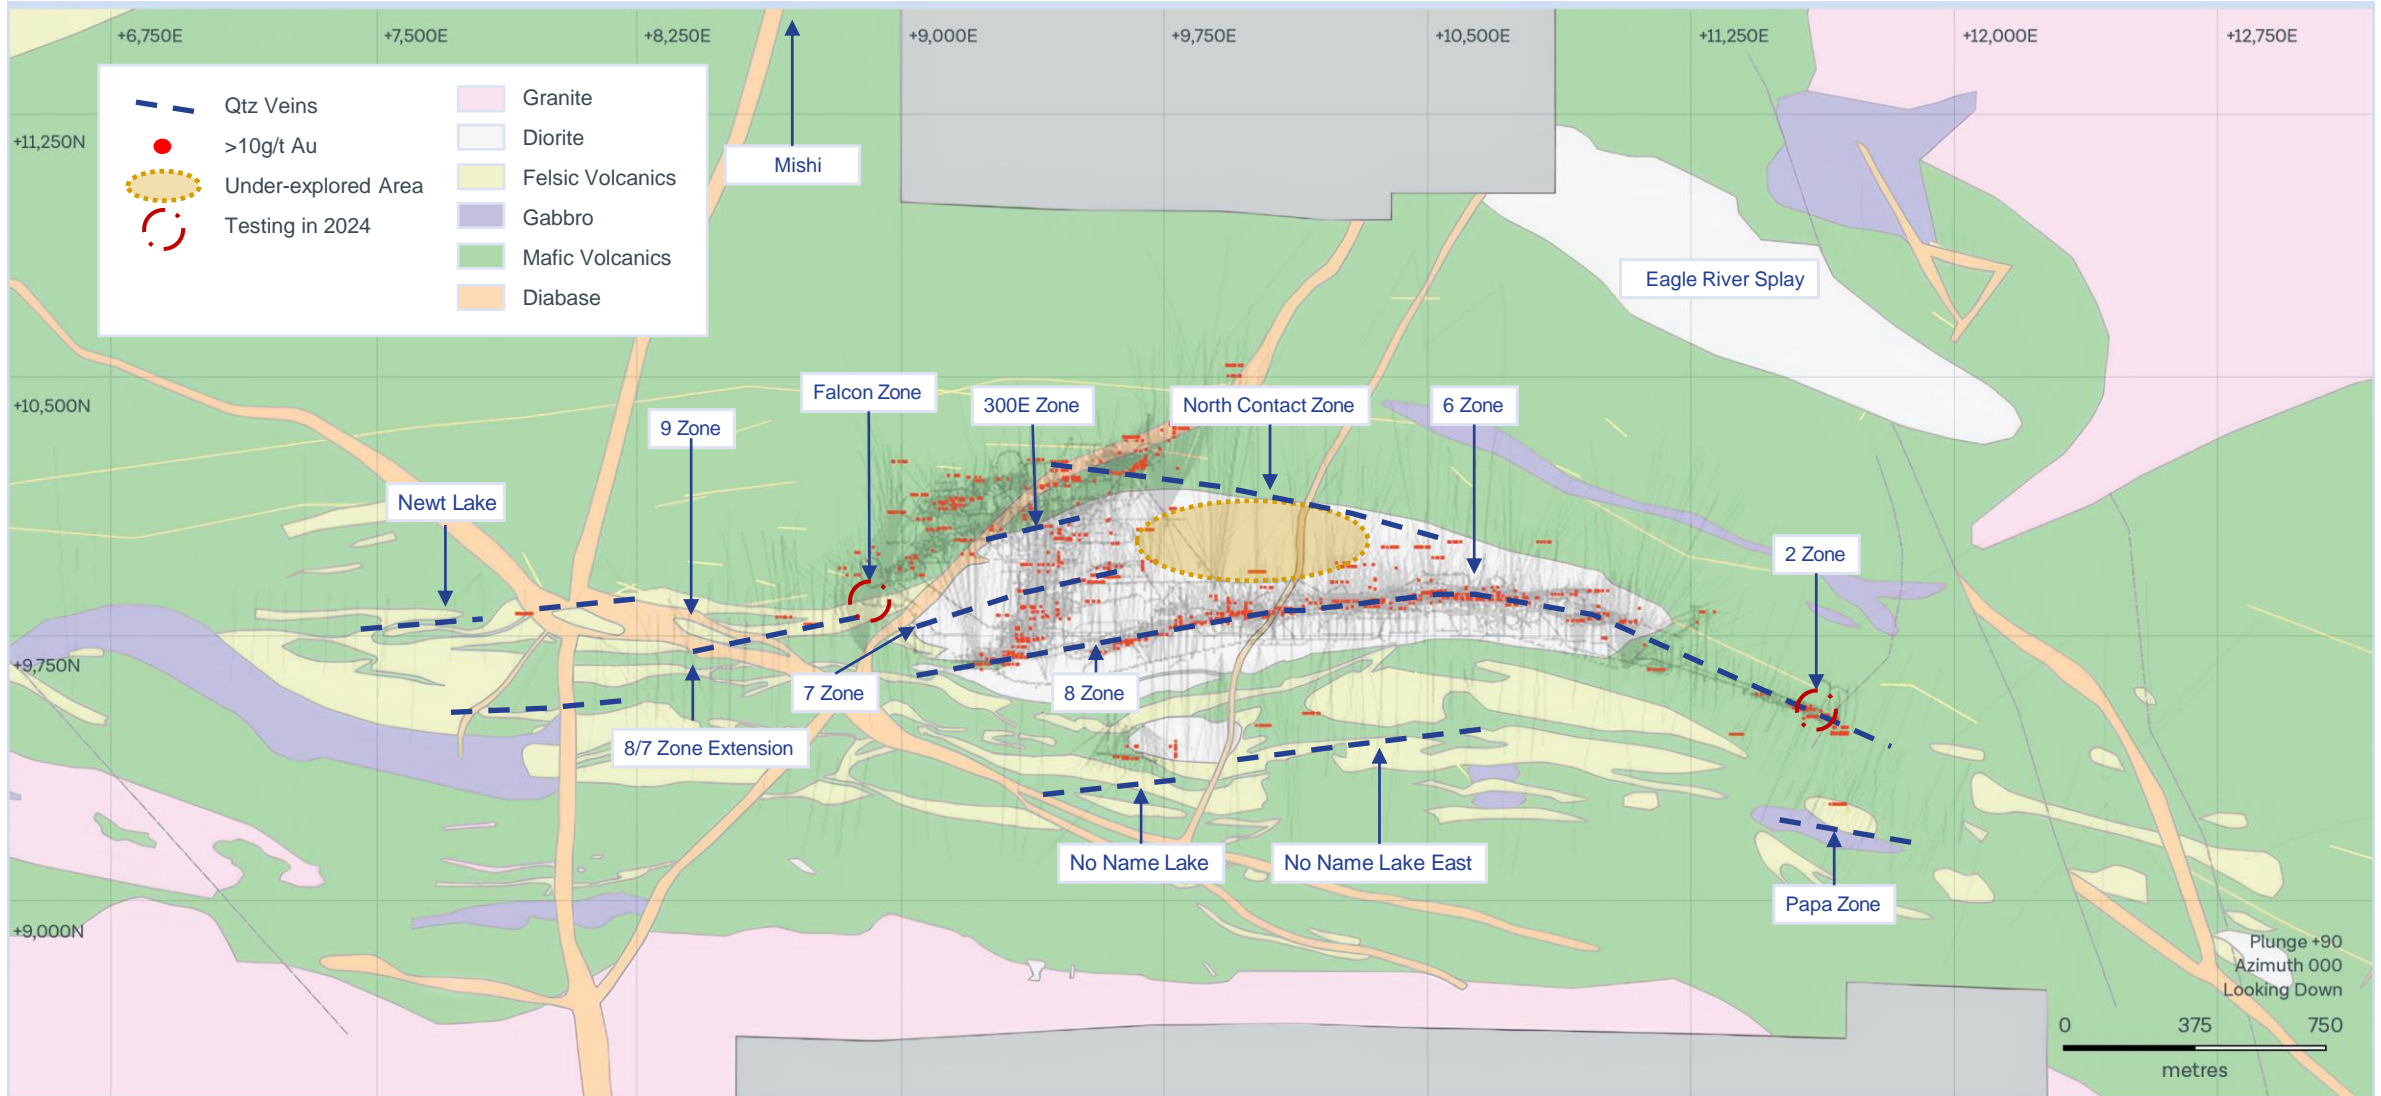 +6,750E
+7,500E
+8,250E
+9,000E
+9,750E
+10,500E
+11,250E
+12,000E
+12,750E
Qtz Veins
>10g/t Au
Under-explored Area
Testing in 2024
Granite
Diorite
Felsic Volcanics
Gabbro
Mafic Volcanics
Diabase
+11,250N
Mishi
Eagle River Splay
+10,500N
Falcon Zone
300E Zone
North Contact Zone
6 Zone
9 Zone
Newt Lake
2 Zone
+9,750N
7 Zone
8 Zone
8/7 Zone Extension
No Name Lake
No Name Lake East
Papa Zone
+9,000N
Plunge +90
Azimuth 000
Looking Down
0 375 750
metres